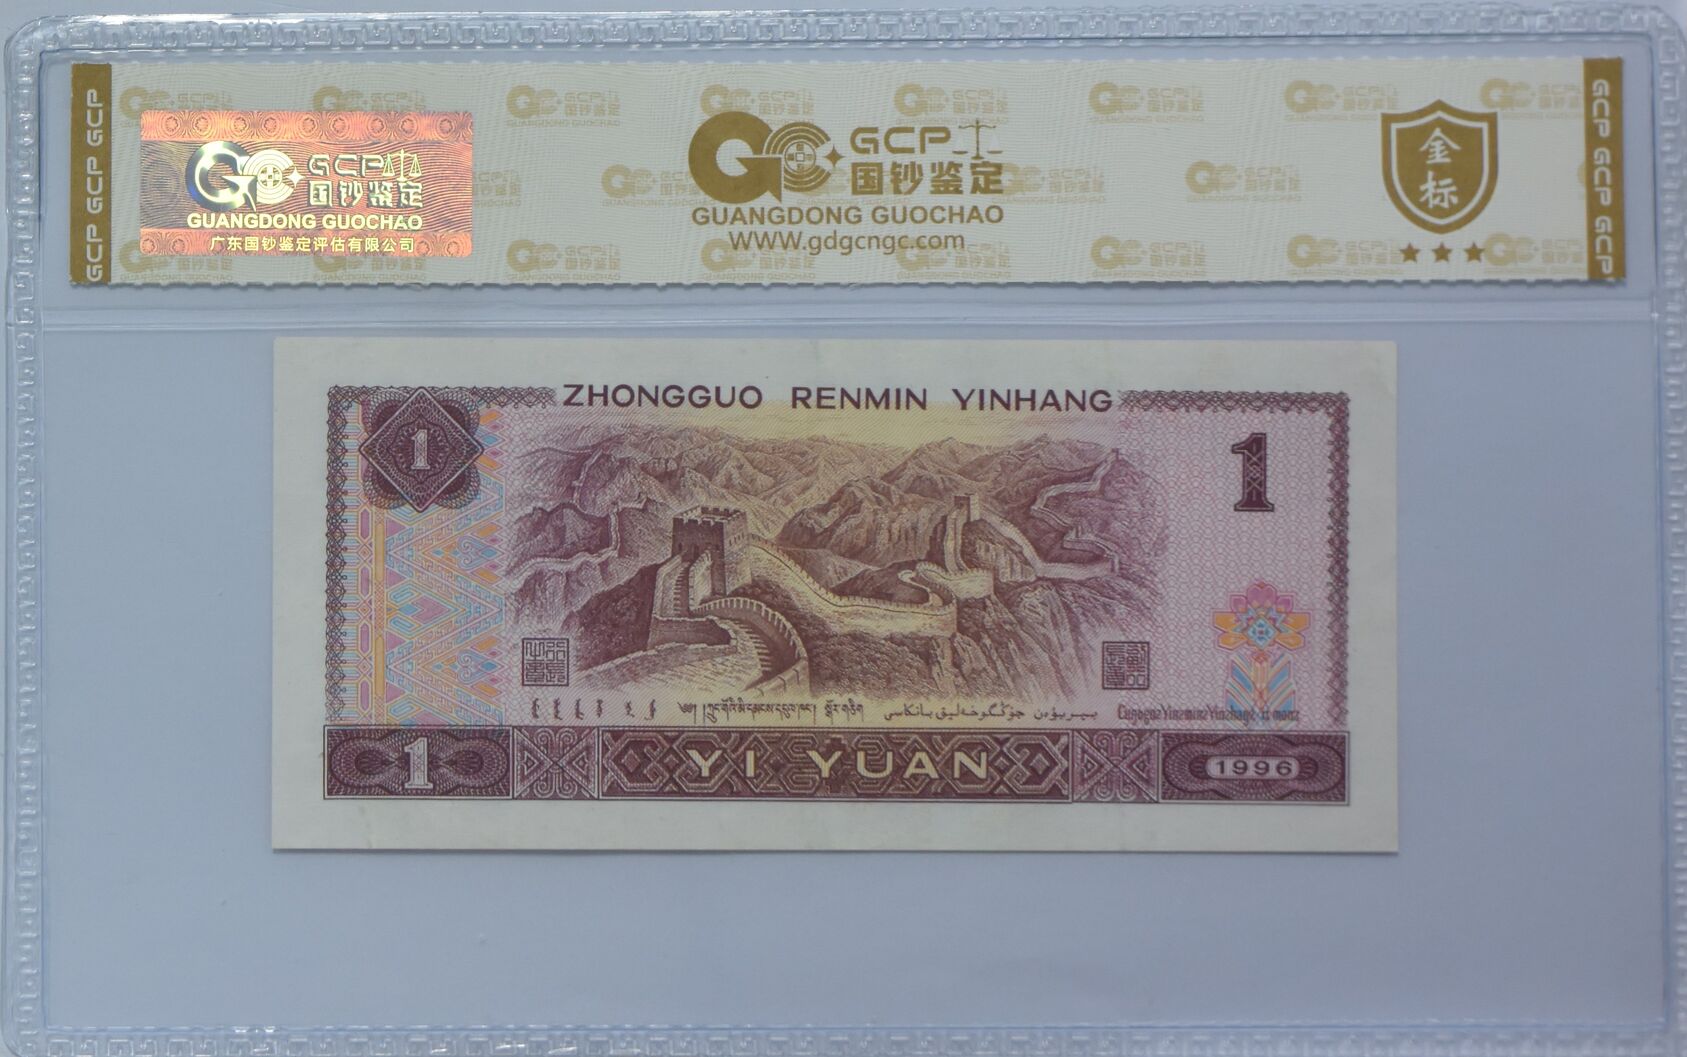 GCP GCP GCP
GCP
国钞鉴定
GUANGDONG GUOCHAO
广东国钞鉴定评估有限公司
GCP
国钞鉴定
GUANGDONG GUOCHAO
WWW.gdgcngc.com
金标
GCP GCP GCP
ZHONGGUO RENMIN YINHANG
1
1
1
YI YUAN
1996